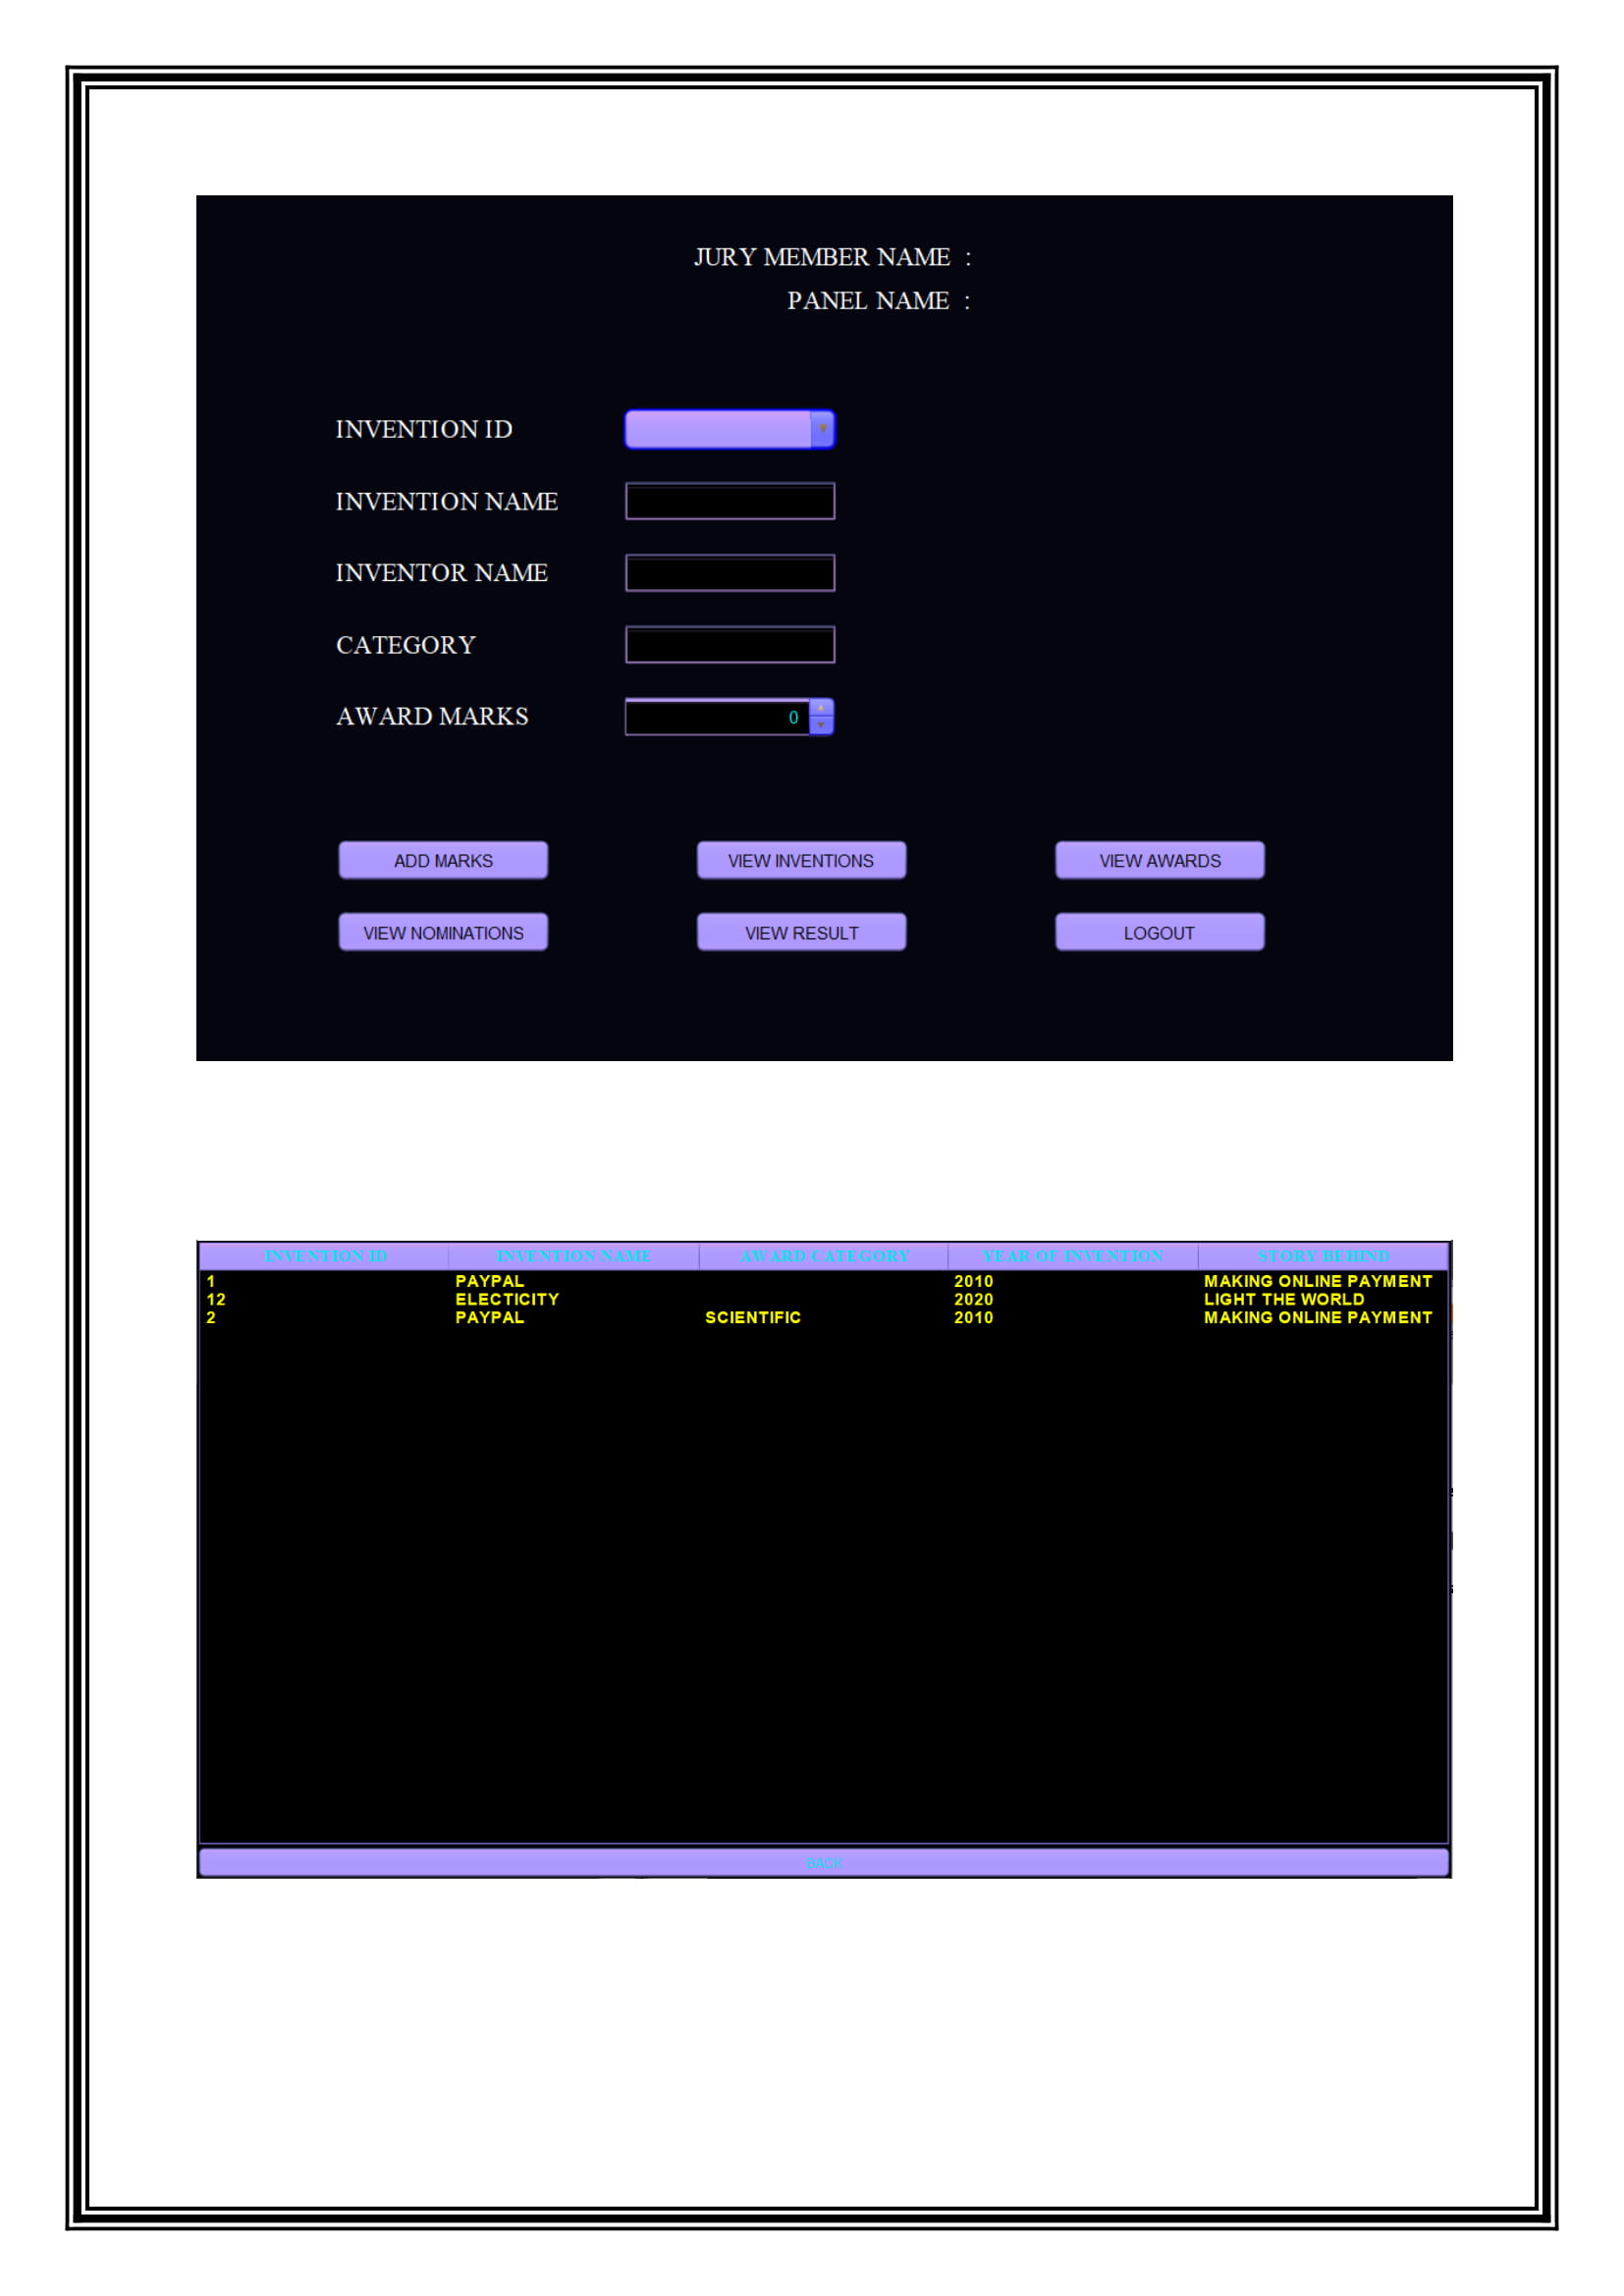 JURY MEMBER NAME :
PANEL NAME :
INVENTION ID
INVENTION NAME
INVENTOR NAME
CATEGORY
AWARD MARKS 0
ADD MARKS VIEW INVENTIONS VIEW AWARDS
VIEW NOMINATIONS VIEW RESULT LOGOUT
INVENTION ID INVENTION NAME AWARD CATEGORY YEAR OF INVENTION STORY BEHIND
1 PAYPAL 2010 MAKING ONLINE PAYMENT
12 ELECTICITY 2020 LIGHT THE WORLD
2 PAYPAL SCIENTIFIC 2010 MAKING ONLINE PAYMENT
BACK